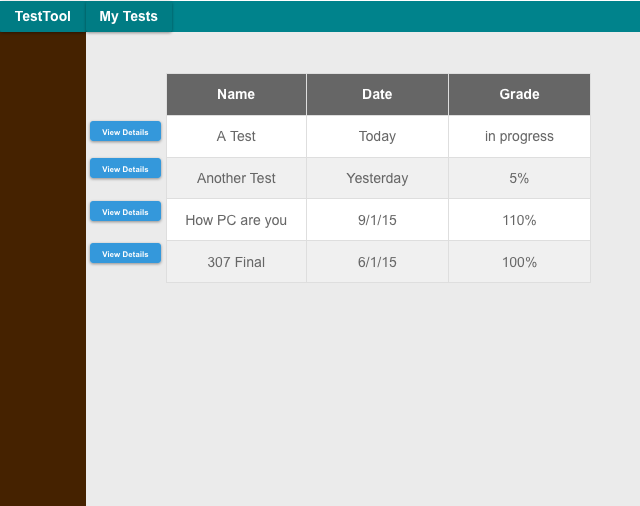 TestTool My Tests
Name Date Grade
View Details A Test Today in progress
View Details Another Test Yesterday 5%
View Details How PC are you 9/1/15 110%
View Details 307 Final 6/1/15 100%